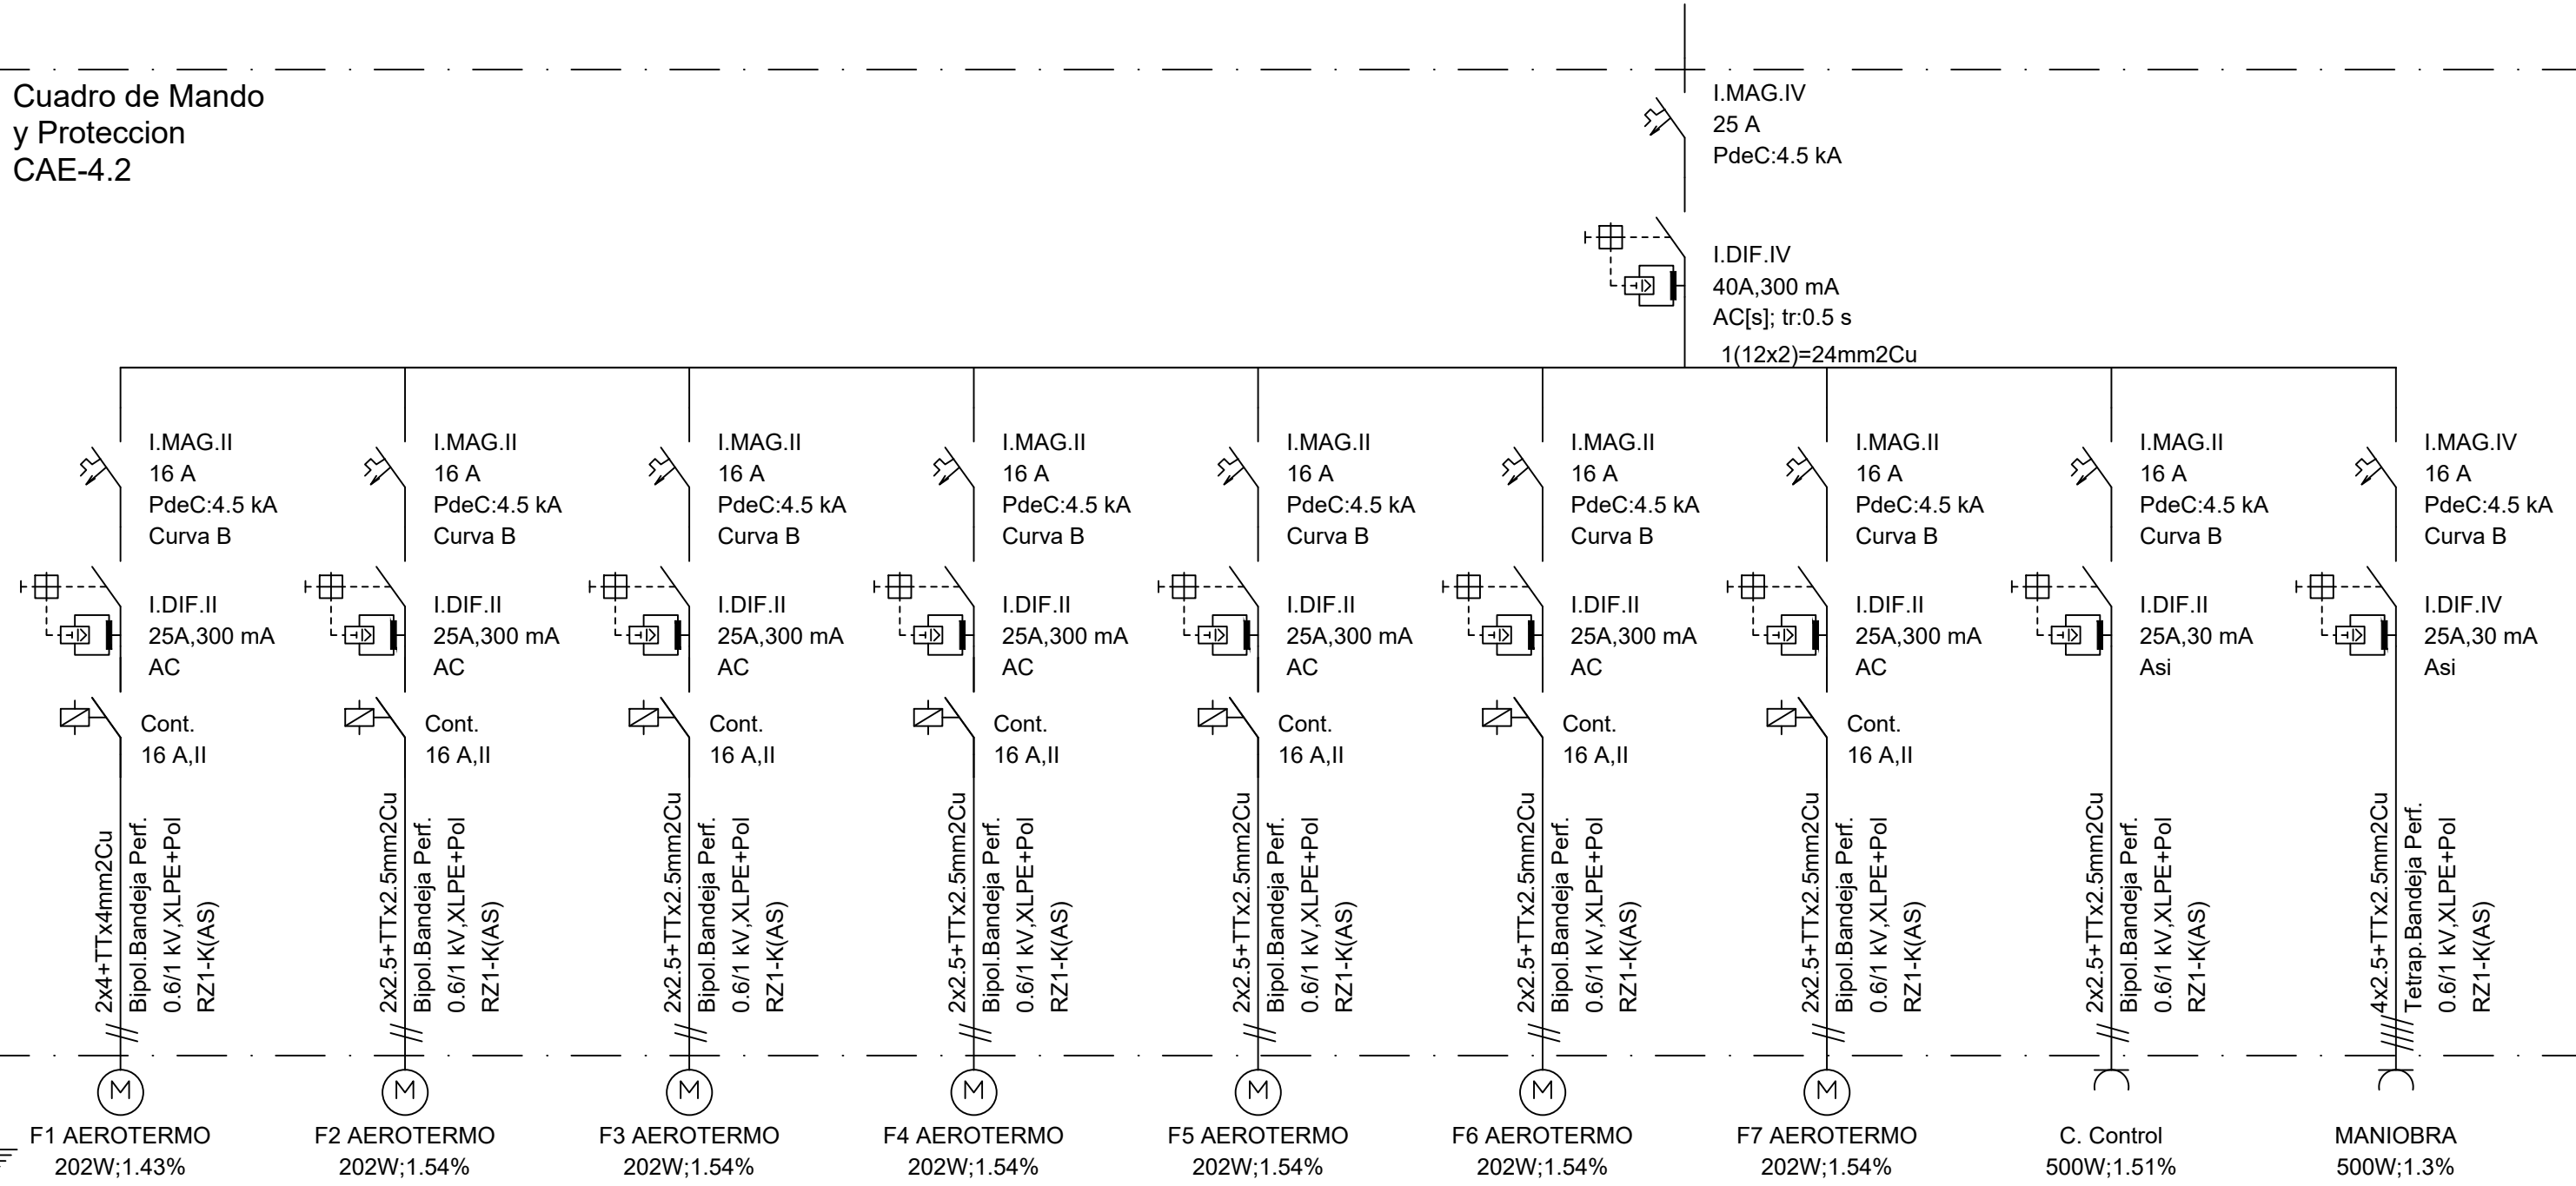 Cuadro de Mando
y Proteccion
CAE-4.2
I.MAG.IV
25 A
PdeC:4.5 kA
I.DIF.IV
40A,300 mA
AC[s]; tr:0.5 s
1(12x2)=24mm2Cu
I.MAG.II
16 A
PdeC:4.5 kA
Curva B
I.DIF.II
25A,300 mA
AC
Cont.
16 A,II
2x4+TTx4mm2Cu
Bipol.Bandeja Perf.
0.6/1 kV,XLPE+Pol
RZ1-K(AS)
M
F1 AEROTERMO
202W;1.43%
I.MAG.II
16 A
PdeC:4.5 kA
Curva B
I.DIF.II
25A,300 mA
AC
Cont.
16 A,II
2x2.5+TTx2.5mm2Cu
Bipol.Bandeja Perf.
0.6/1 kV,XLPE+Pol
RZ1-K(AS)
M
F2 AEROTERMO
202W;1.54%
I.MAG.II
16 A
PdeC:4.5 kA
Curva B
I.DIF.II
25A,300 mA
AC
Cont.
16 A,II
2x2.5+TTx2.5mm2Cu
Bipol.Bandeja Perf.
0.6/1 kV,XLPE+Pol
RZ1-K(AS)
M
F3 AEROTERMO
202W;1.54%
I.MAG.II
16 A
PdeC:4.5 kA
Curva B
I.DIF.II
25A,300 mA
AC
Cont.
16 A,II
2x2.5+TTx2.5mm2Cu
Bipol.Bandeja Perf.
0.6/1 kV,XLPE+Pol
RZ1-K(AS)
M
F4 AEROTERMO
202W;1.54%
I.MAG.II
16 A
PdeC:4.5 kA
Curva B
I.DIF.II
25A,300 mA
AC
Cont.
16 A,II
2x2.5+TTx2.5mm2Cu
Bipol.Bandeja Perf.
0.6/1 kV,XLPE+Pol
RZ1-K(AS)
M
F5 AEROTERMO
202W;1.54%
I.MAG.II
16 A
PdeC:4.5 kA
Curva B
I.DIF.II
25A,300 mA
AC
Cont.
16 A,II
2x2.5+TTx2.5mm2Cu
Bipol.Bandeja Perf.
0.6/1 kV,XLPE+Pol
RZ1-K(AS)
M
F6 AEROTERMO
202W;1.54%
I.MAG.II
16 A
PdeC:4.5 kA
Curva B
I.DIF.II
25A,300 mA
AC
Cont.
16 A,II
2x2.5+TTx2.5mm2Cu
Bipol.Bandeja Perf.
0.6/1 kV,XLPE+Pol
RZ1-K(AS)
M
F7 AEROTERMO
202W;1.54%
I.MAG.II
16 A
PdeC:4.5 kA
Curva B
I.DIF.II
25A,30 mA
Asi
2x2.5+TTx2.5mm2Cu
Bipol.Bandeja Perf.
0.6/1 kV,XLPE+Pol
RZ1-K(AS)
C. Control
500W;1.51%
I.MAG.IV
16 A
PdeC:4.5 kA
Curva B
I.DIF.IV
25A,30 mA
Asi
4x2.5+TTx2.5mm2Cu
Tetrap.Bandeja Perf.
0.6/1 kV,XLPE+Pol
RZ1-K(AS)
MANIOBRA
500W;1.3%